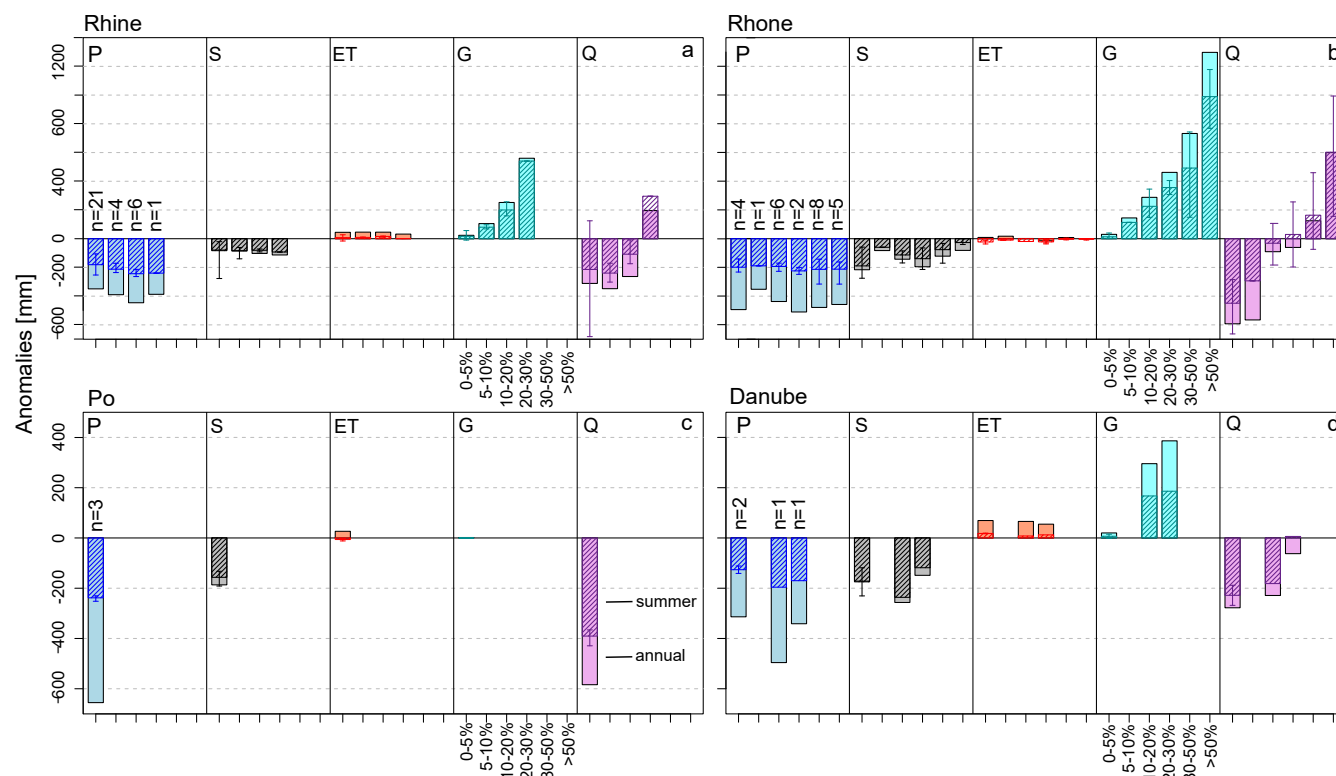 Rhine
Rhone
P S ET G Q a
P S ET G Q b
1200
600
400
200
0
-200
-600
n=21 n=4 n=6 n=1
n=4 n=1 n=6 n=2 n=8 n=5
0-5% 5-10% 10-20% 20-30% 30-50% >50%
0-5% 5-10% 10-20% 20-30% 30-50% >50%
Anomalies [mm]
Po
Danube
P S ET G Q c
P S ET G Q d
400
200
0
-200
-400
-600
n=3
n=2 n=1 n=1
summer
annual
0-5% 5-10% 10-20% 20-30% 30-50% >50%
0-5% 5-10% 10-20% 20-30% 30-50% >50%